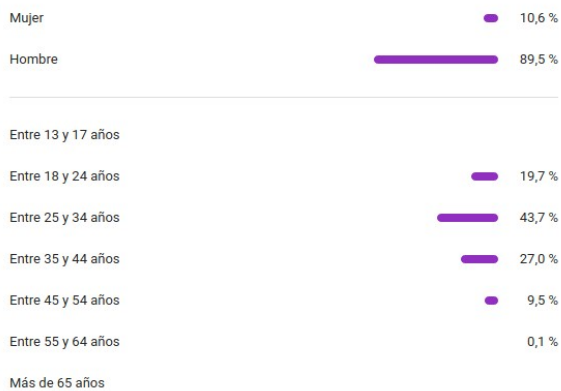 Mujer 10,6 %
Hombre 89,5 %
Entre 13 y 17 años
Entre 18 y 24 años 19,7 %
Entre 25 y 34 años 43,7 %
Entre 35 y 44 años 27,0 %
Entre 45 y 54 años 9,5 %
Entre 55 y 64 años 0,1 %
Más de 65 años